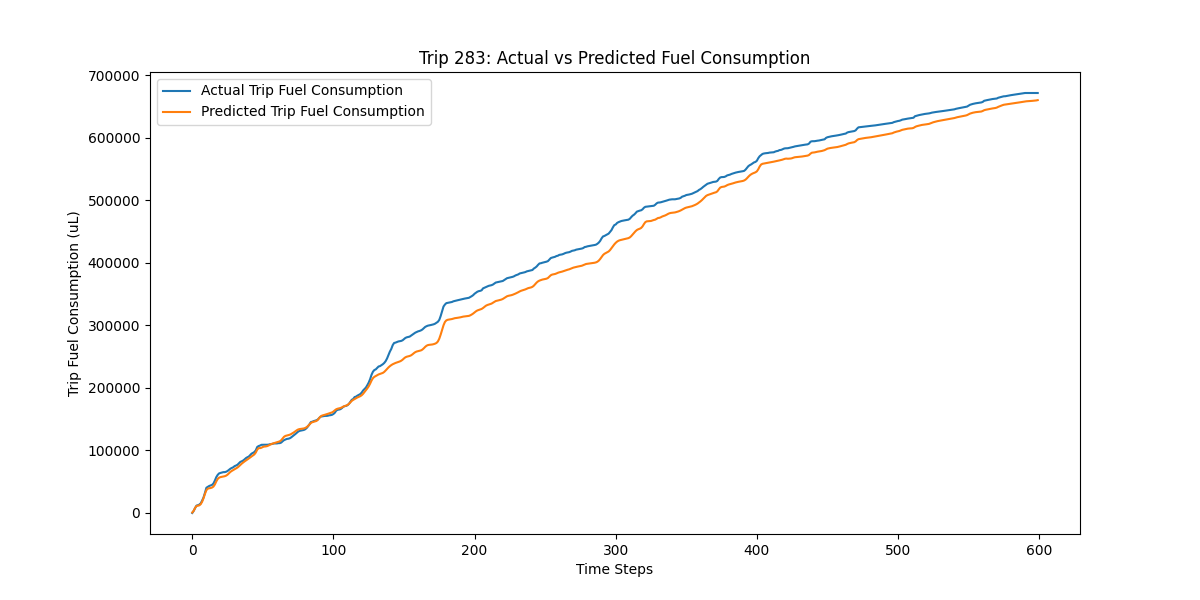 Trip 283: Actual vs Predicted Fuel Consumption
Actual Trip Fuel Consumption
Predicted Trip Fuel Consumption
Trip Fuel Consumption (uL)
700000
600000
500000
400000
300000
200000
100000
0
0 100 200 300 400 500 600
Time Steps